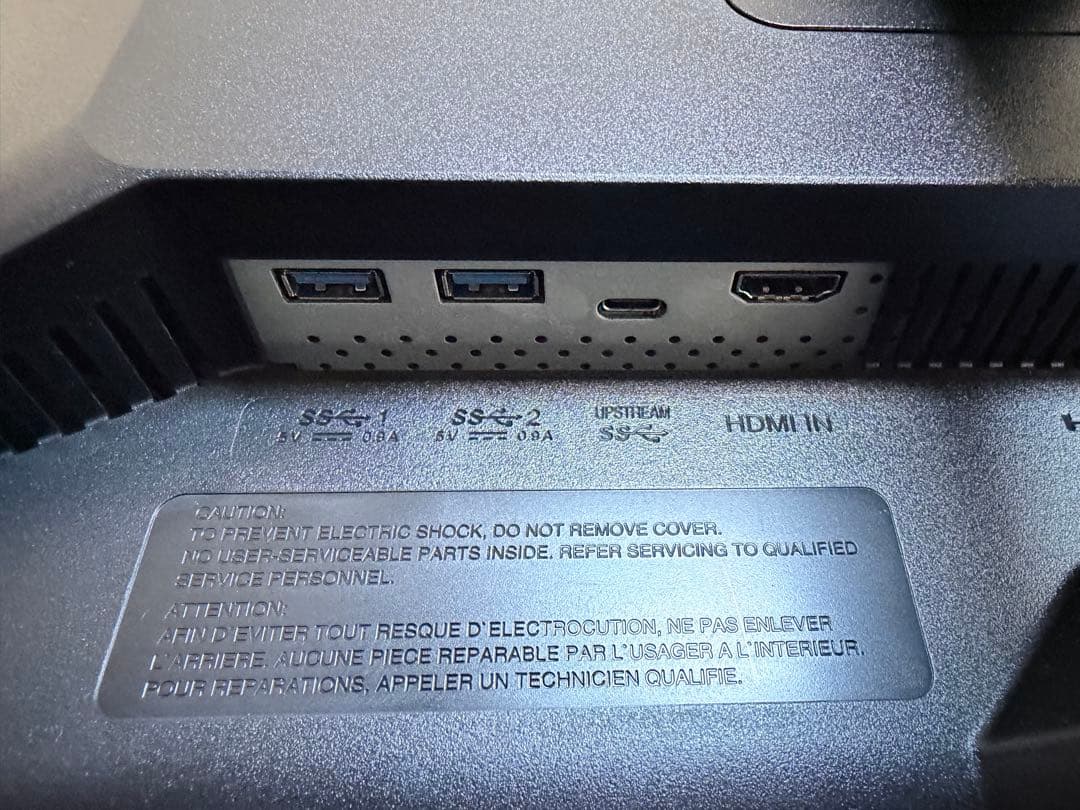 SS 1
5V 0.9A
SS 2
5V 0.9A
UPSTREAM
SS
HDMI IN
H
CAUTION:
TO PREVENT ELECTRIC SHOCK, DO NOT REMOVE COVER.
NO USER-SERVICEABLE PARTS INSIDE. REFER SERVICING TO QUALIFIED
SERVICE PERSONNEL.
ATTENTION:
AFIN D'EVITER TOUT RESQUE D'ELECTROCUTION, NE PAS ENLEVER
L'ARRIERE. AUCUNE PIECE REPARABLE PAR L'USAGER A L'INTERIEUR.
POUR REPARATIONS, APPELER UN TECHNICIEN QUALIFIE.